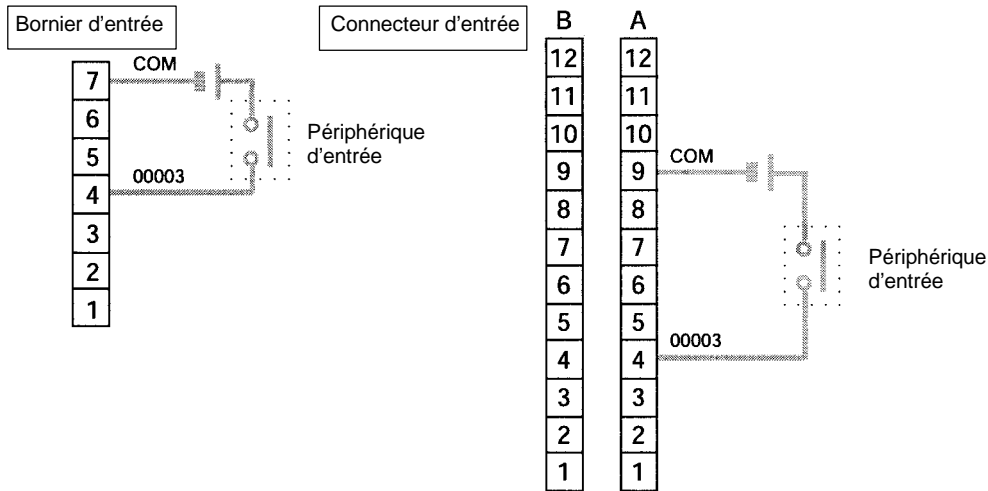 Bornier d'entrée
COM
7
6
5
4
3
2
1
00003
Périphérique
d'entrée
Connecteur d'entrée
B A
12 12
11 11
10 10
9 9
8 8
7 7
6 6
5 5
4 4
3 3
2 2
1 1
COM
00003
Périphérique
d'entrée